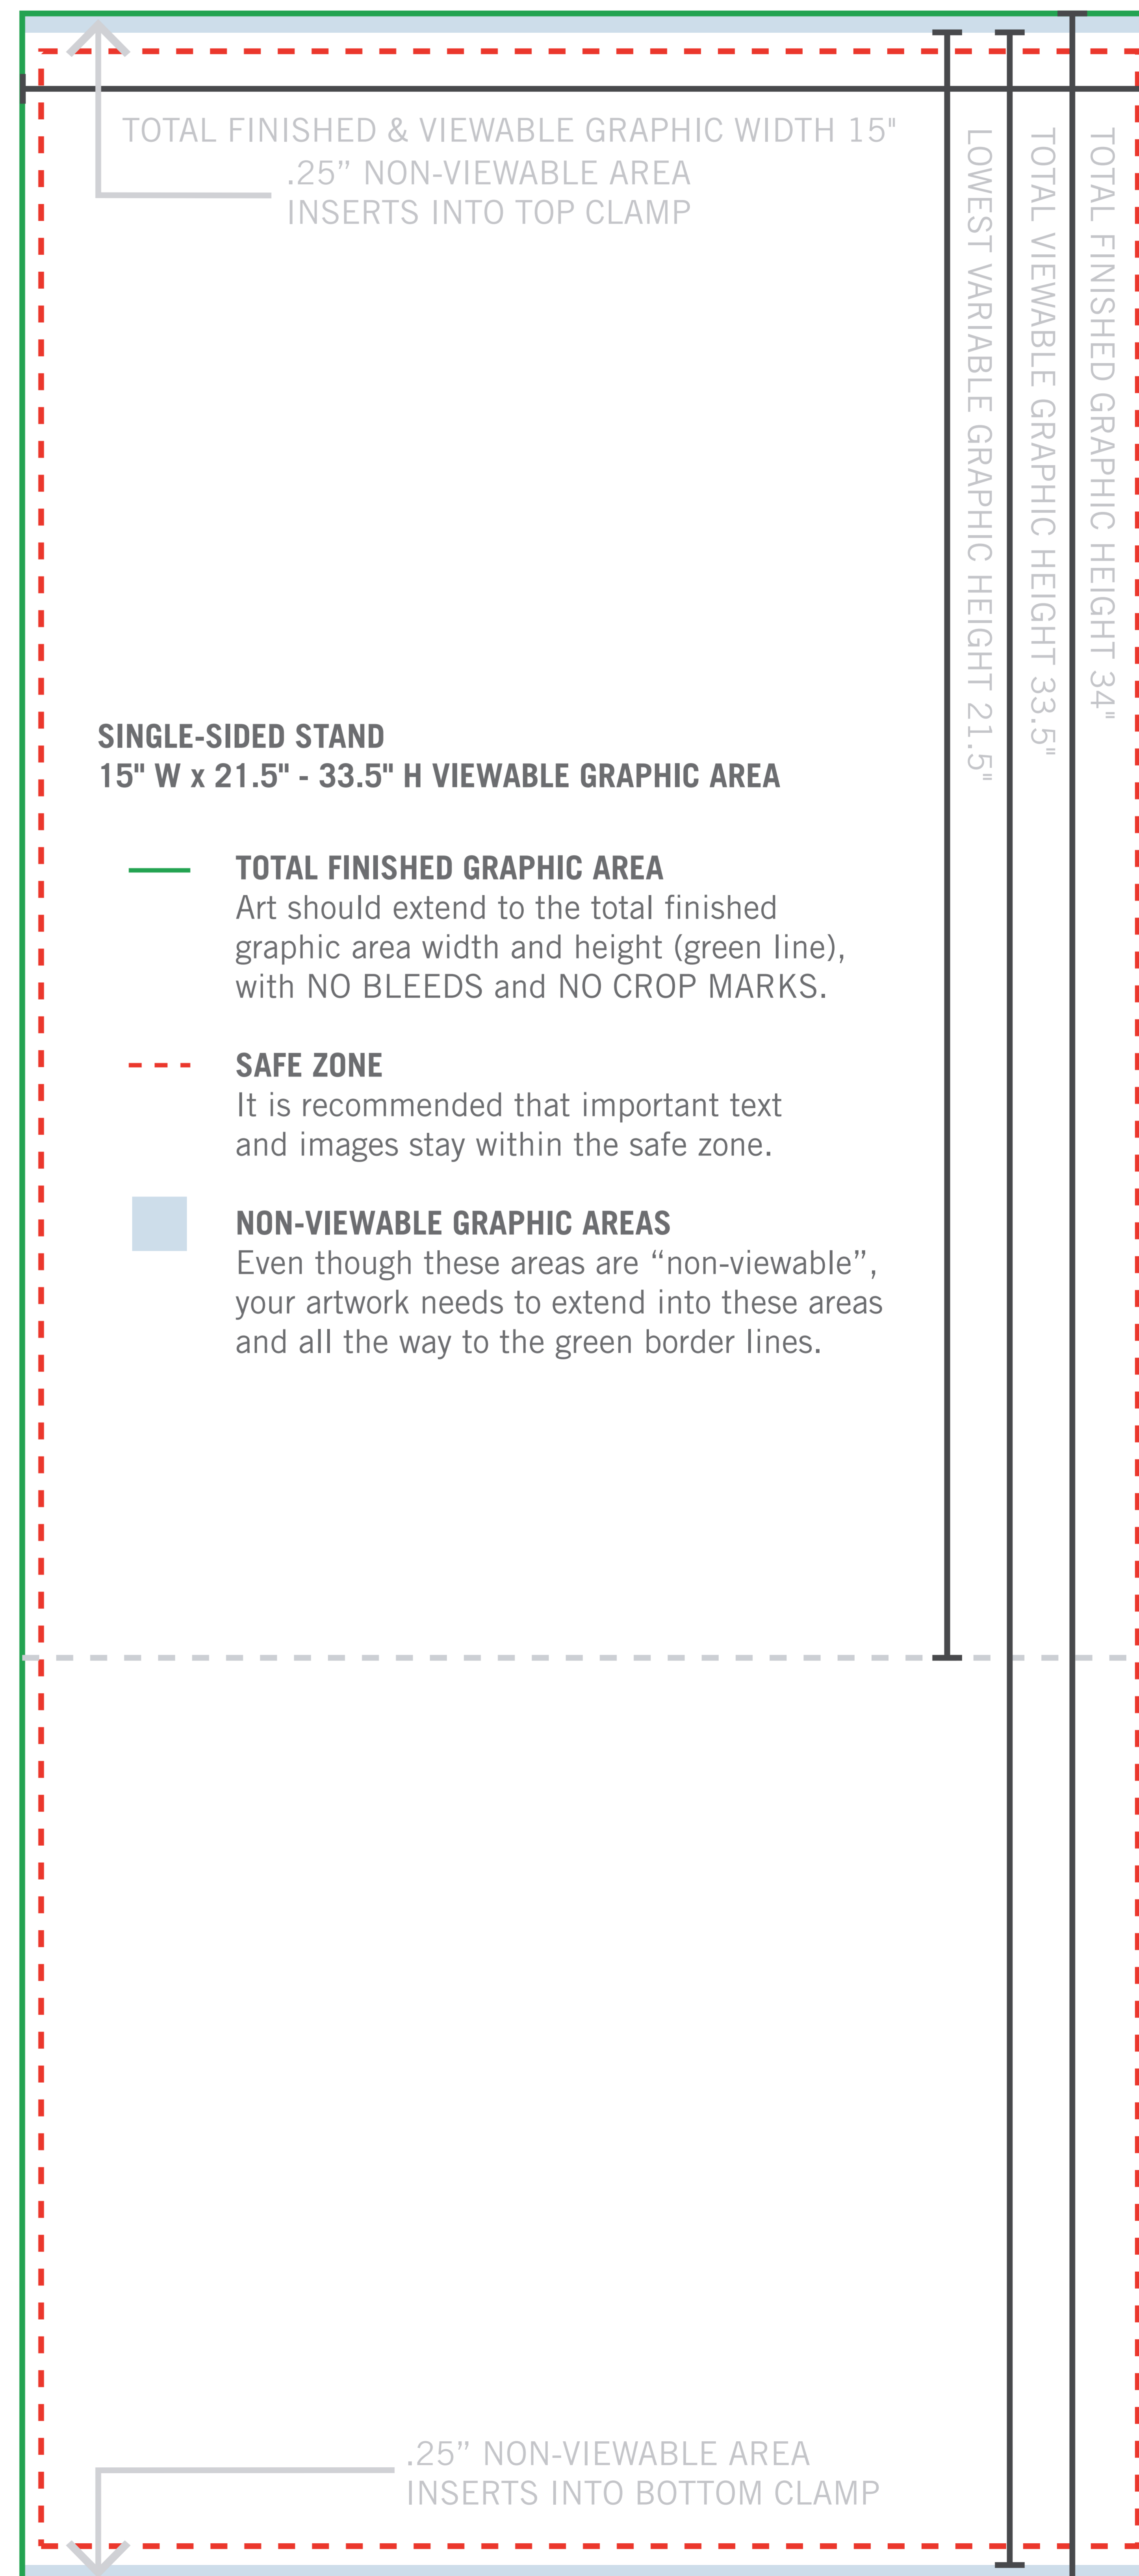 TOTAL FINISHED & VIEWABLE GRAPHIC WIDTH 15"
.25” NON-VIEWABLE AREA
INSERTS INTO TOP CLAMP
LOWEST VARIABLE GRAPHIC HEIGHT 21.5"
TOTAL VIEWABLE GRAPHIC HEIGHT 33.5"
TOTAL FINISHED GRAPHIC HEIGHT 34"
SINGLE-SIDED STAND
15" W x 21.5" - 33.5" H VIEWABLE GRAPHIC AREA
TOTAL FINISHED GRAPHIC AREA
Art should extend to the total finished
graphic area width and height (green line),
with NO BLEEDS and NO CROP MARKS.
SAFE ZONE
It is recommended that important text
and images stay within the safe zone.
NON-VIEWABLE GRAPHIC AREAS
Even though these areas are “non-viewable”,
your artwork needs to extend into these areas
and all the way to the green border lines.
.25” NON-VIEWABLE AREA
INSERTS INTO BOTTOM CLAMP